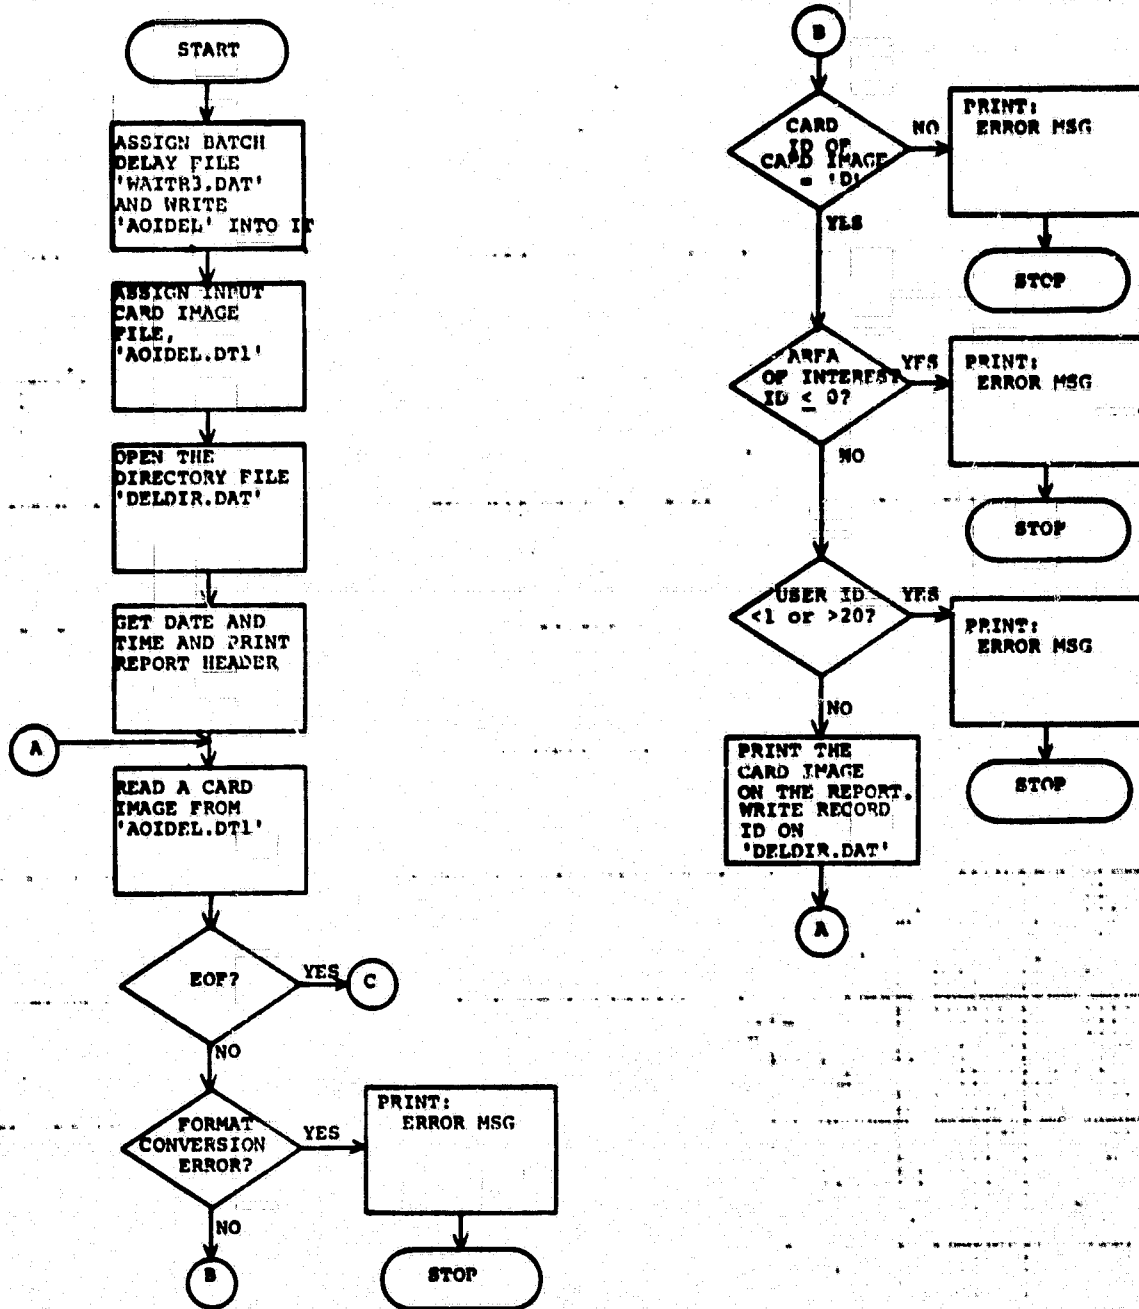 START
ASSIGN BATCH
DELAY FILE
'WAITR3.DAT'
AND WRITE
'AOIDEL' INTO IT
ASSIGN INPUT
CARD IMAGE
FILE,
'AOIDEL.DT1'
OPEN THE
DIRECTORY FILE
'DELDIR.DAT'
GET DATE AND
TIME AND PRINT
REPORT HEADER
A
READ A CARD
IMAGE FROM
'AOIDEL.DT1'
EOF?
YES
C
NO
FORMAT
CONVERSION
ERROR?
YES
PRINT:
ERROR MSG
STOP
NO
B
B
CARD
ID OF
CARD IMAGE
= 'D'
NO
PRINT:
ERROR MSG
STOP
YES
AREA
OF INTEREST
ID ≤ 0?
YES
PRINT:
ERROR MSG
STOP
NO
USER ID
<1 or >20?
YES
PRINT:
ERROR MSG
STOP
NO
PRINT THE
CARD IMAGE
ON THE REPORT.
WRITE RECORD
ID ON
'DELDIR.DAT'
A